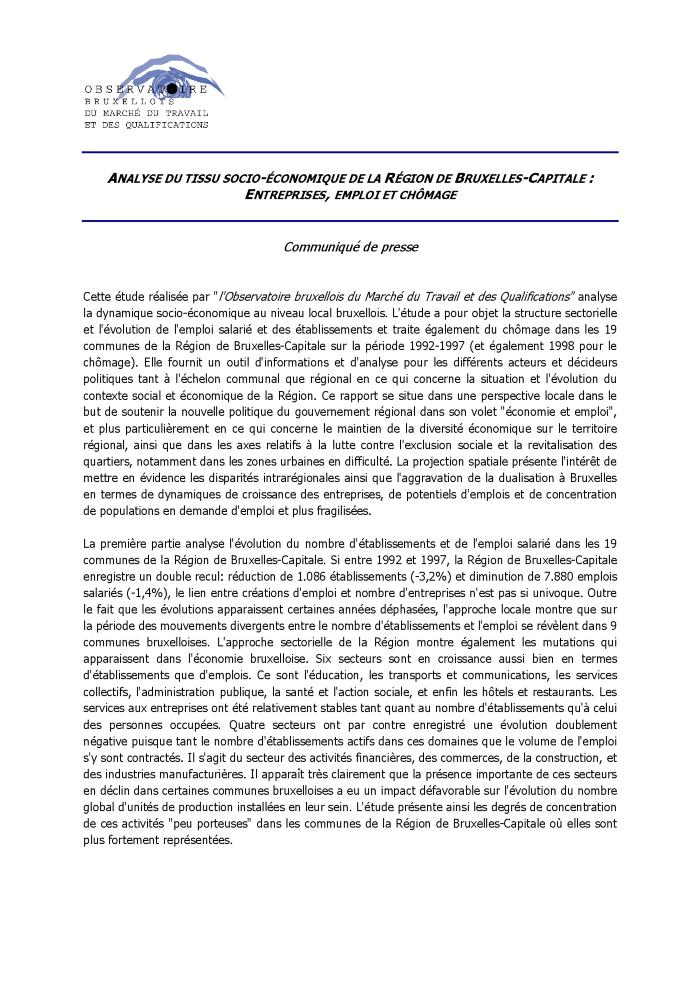 OBSERVATOIRE
BRUXELLOIS
DU MARCHÉ DU TRAVAIL
ET DES QUALIFICATIONS
ANALYSE DU TISSU SOCIO-ÉCONOMIQUE DE LA RÉGION DE BRUXELLES-CAPITALE :
ENTREPRISES, EMPLOI ET CHÔMAGE
Communiqué de presse
Cette étude réalisée par "l'Observatoire bruxellois du Marché du Travail et des Qualifications" analyse
la dynamique socio-économique au niveau local bruxellois. L'étude a pour objet la structure sectorielle
et l'évolution de l'emploi salarié et des établissements et traite également du chômage dans les 19
communes de la Région de Bruxelles-Capitale sur la période 1992-1997 (et également 1998 pour le
chômage). Elle fournit un outil d'informations et d'analyse pour les différents acteurs et décideurs
politiques tant à l'échelon communal que régional en ce qui concerne la situation et l'évolution du
contexte social et économique de la Région. Ce rapport se situe dans une perspective locale dans le
but de soutenir la nouvelle politique du gouvernement régional dans son volet "économie et emploi",
et plus particulièrement en ce qui concerne le maintien de la diversité économique sur le territoire
régional, ainsi que dans les axes relatifs à la lutte contre l'exclusion sociale et la revitalisation des
quartiers, notamment dans les zones urbaines en difficulté. La projection spatiale présente l'intérêt de
mettre en évidence les disparités intrarégionales ainsi que l'aggravation de la dualisation à Bruxelles
en termes de dynamiques de croissance des entreprises, de potentiels d'emplois et de concentration
de populations en demande d'emploi et plus fragilisées.
La première partie analyse l'évolution du nombre d'établissements et de l'emploi salarié dans les 19
communes de la Région de Bruxelles-Capitale. Si entre 1992 et 1997, la Région de Bruxelles-Capitale
enregistre un double recul: réduction de 1.086 établissements (-3,2%) et diminution de 7.880 emplois
salariés (-1,4%), le lien entre créations d'emploi et nombre d'entreprises n'est pas si univoque. Outre
le fait que les évolutions apparaissent certaines années déphasées, l'approche locale montre que sur
la période des mouvements divergents entre le nombre d'établissements et l'emploi se révèlent dans 9
communes bruxelloises. L'approche sectorielle de la Région montre également les mutations qui
apparaissent dans l'économie bruxelloise. Six secteurs sont en croissance aussi bien en termes
d'établissements que d'emplois. Ce sont l'éducation, les transports et communications, les services
collectifs, l'administration publique, la santé et l'action sociale, et enfin les hôtels et restaurants. Les
services aux entreprises ont été relativement stables tant quant au nombre d'établissements qu'à celui
des personnes occupées. Quatre secteurs ont par contre enregistré une évolution doublement
négative puisque tant le nombre d'établissements actifs dans ces domaines que le volume de l'emploi
s'y sont contractés. Il s'agit du secteur des activités financières, des commerces, de la construction, et
des industries manufacturières. Il apparaît très clairement que la présence importante de ces secteurs
en déclin dans certaines communes bruxelloises a eu un impact défavorable sur l'évolution du nombre
global d'unités de production installées en leur sein. L'étude présente ainsi les degrés de concentration
de ces activités "peu porteuses" dans les communes de la Région de Bruxelles-Capitale où elles sont
plus fortement représentées.